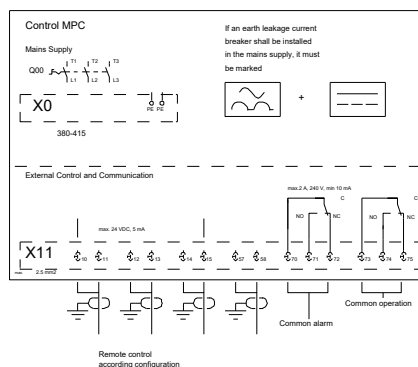 Control MPC
If an earth leakage current
breaker shall be installed
in the mains supply, it must
be marked
Mains Supply
T1 T2 T3
Q00
L1 L2 L3
+
X0
PE PE
380-415
External Control and Communication
max.2 A, 240 V, min 10 mA
C C
max. 24 VDC, 5 mA
NO NC NO NC
X11
10 11 12 13 14 15 57 58 70 71 72 73 74 75
max. 2.5 mm2
Common operation
Common alarm
Remote control
according configuration